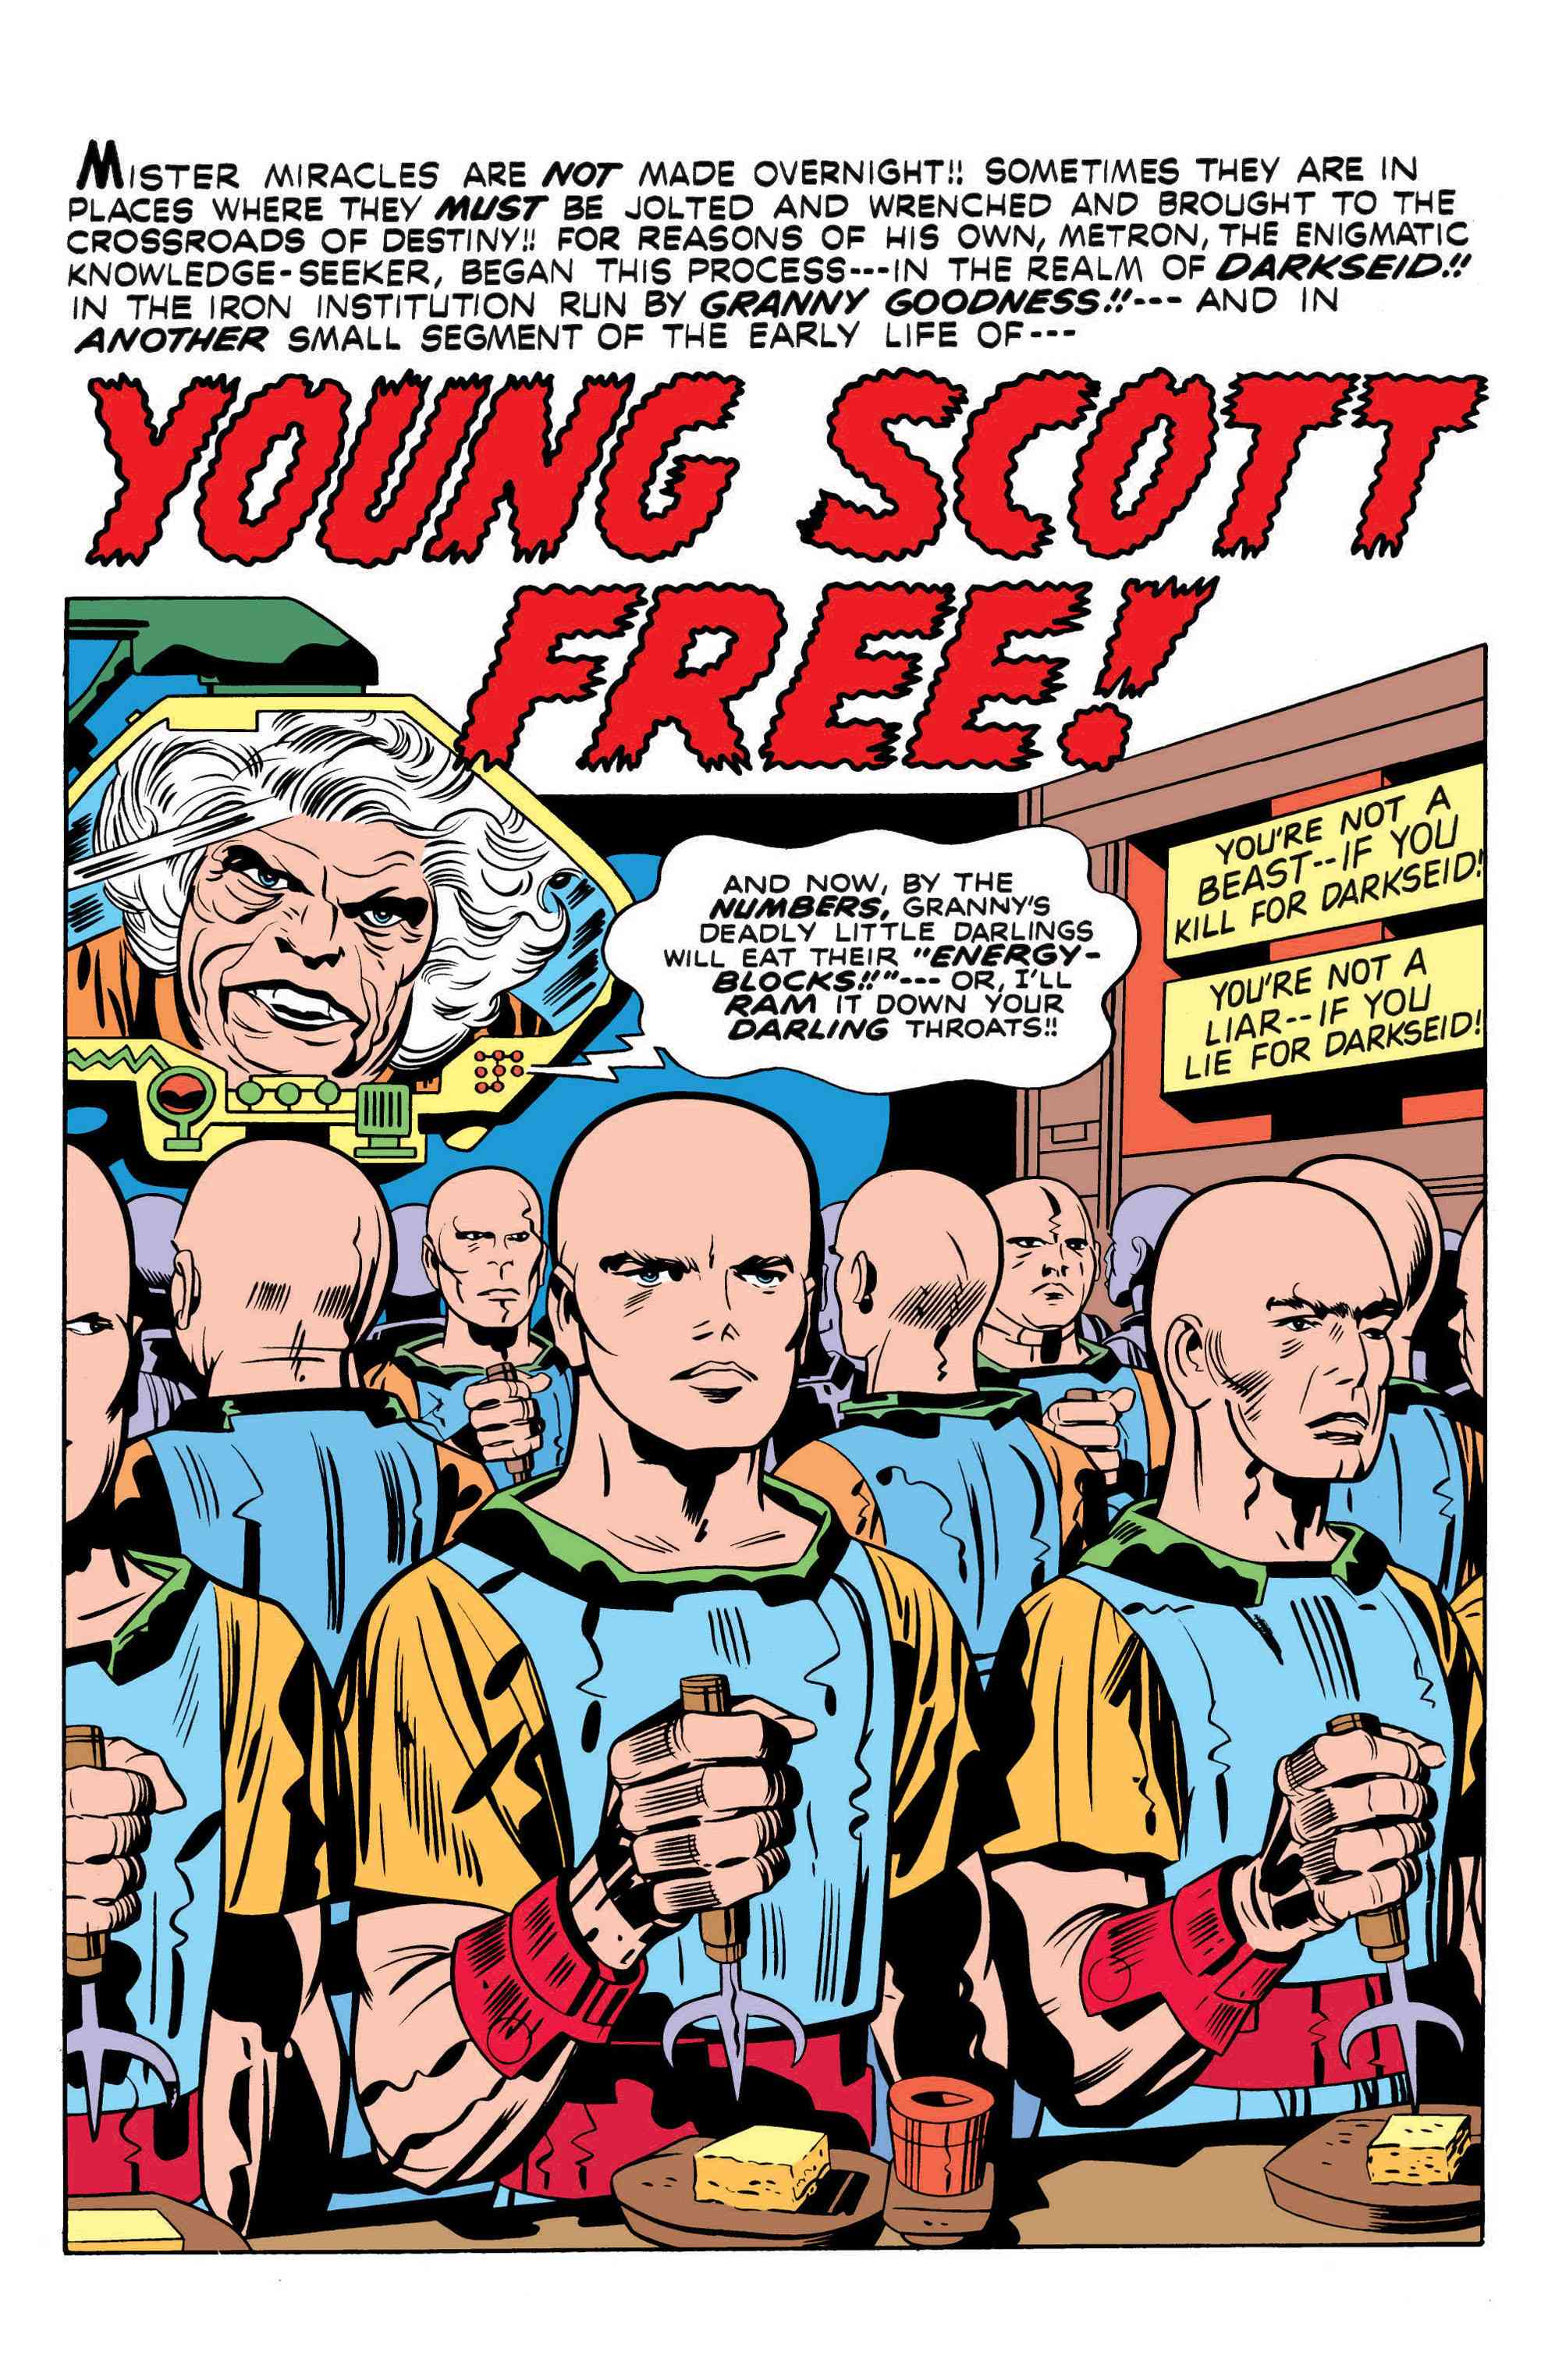 MISTER MIRACLES ARE NOT MADE OVERNIGHT!! SOMETIMES THEY ARE IN
PLACES WHERE THEY MUST BE JOLTED AND WRENCHED AND BROUGHT TO THE
CROSSROADS OF DESTINY!! FOR REASONS OF HIS OWN, METRON, THE ENIGMATIC
KNOWLEDGE-SEEKER, BEGAN THIS PROCESS---IN THE REALM OF DARKSEID!!
IN THE IRON INSTITUTION RUN BY GRANNY GOODNESS!!--- AND IN
ANOTHER SMALL SEGMENT OF THE EARLY LIFE OF---
YOUNG SCOTT
FREE!
AND NOW, BY THE
NUMBERS, GRANNY'S
DEADLY LITTLE DARLINGS
WILL EAT THEIR "ENERGY-
BLOCKS!!"--- OR, I'LL
RAM IT DOWN YOUR
DARLING THROATS!!
YOU'RE NOT A
BEAST--IF YOU
KILL FOR DARKSEID!
YOU'RE NOT A
LIAR--IF YOU
LIE FOR DARKSEID!